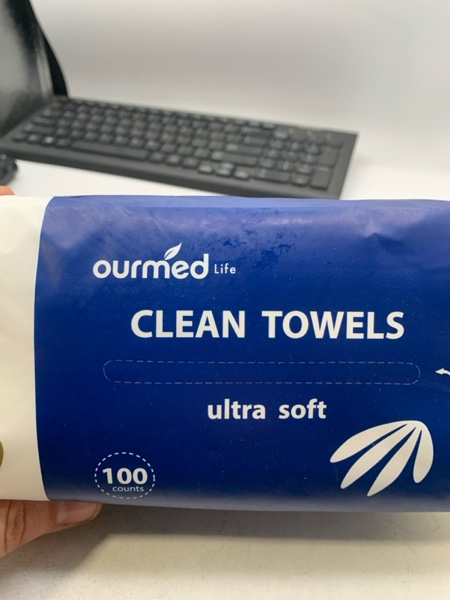 ourmed Life
CLEAN TOWELS
ultra soft
100
counts